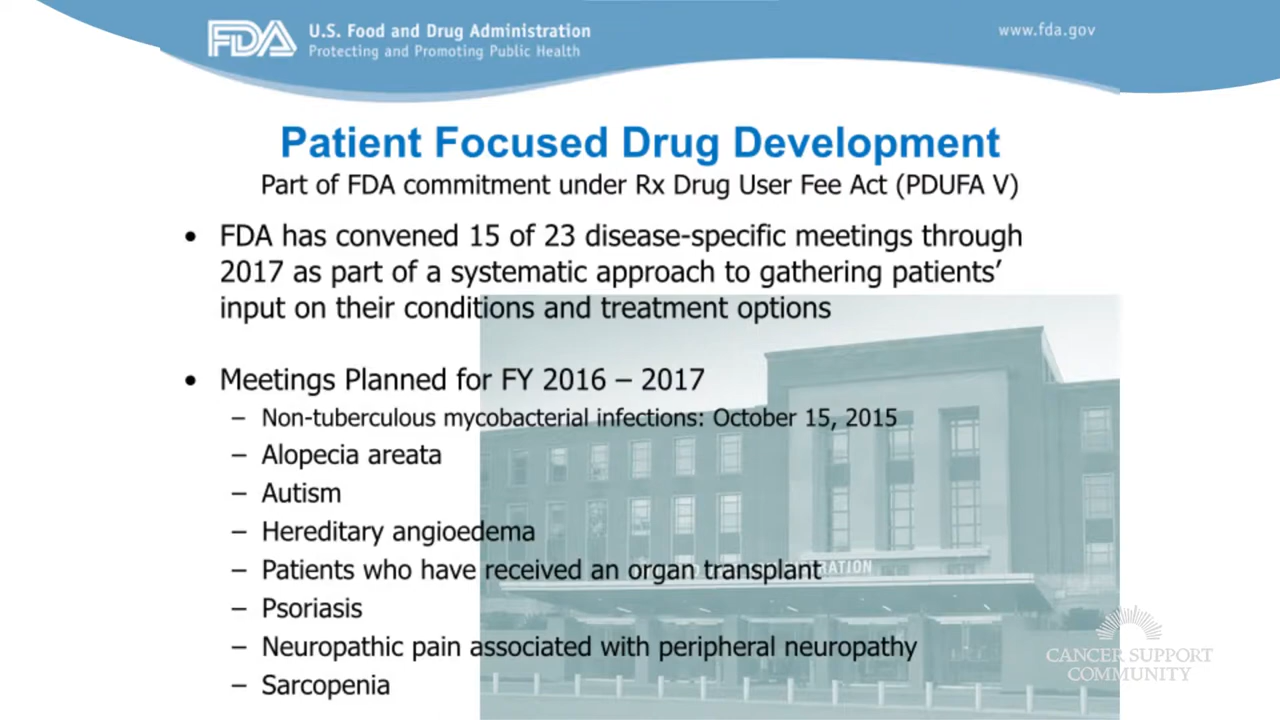 FDA
U.S. Food and Drug Administration
Protecting and Promoting Public Health
www.fda.gov
Patient Focused Drug Development
Part of FDA commitment under Rx Drug User Fee Act (PDUFA V)
• FDA has convened 15 of 23 disease-specific meetings through
2017 as part of a systematic approach to gathering patients’
input on their conditions and treatment options
• Meetings Planned for FY 2016 – 2017
– Non-tuberculous mycobacterial infections: October 15, 2015
– Alopecia areata
– Autism
– Hereditary angioedema
– Patients who have received an organ transplant
– Psoriasis
– Neuropathic pain associated with peripheral neuropathy
– Sarcopenia
CANCER SUPPORT
COMMUNITY